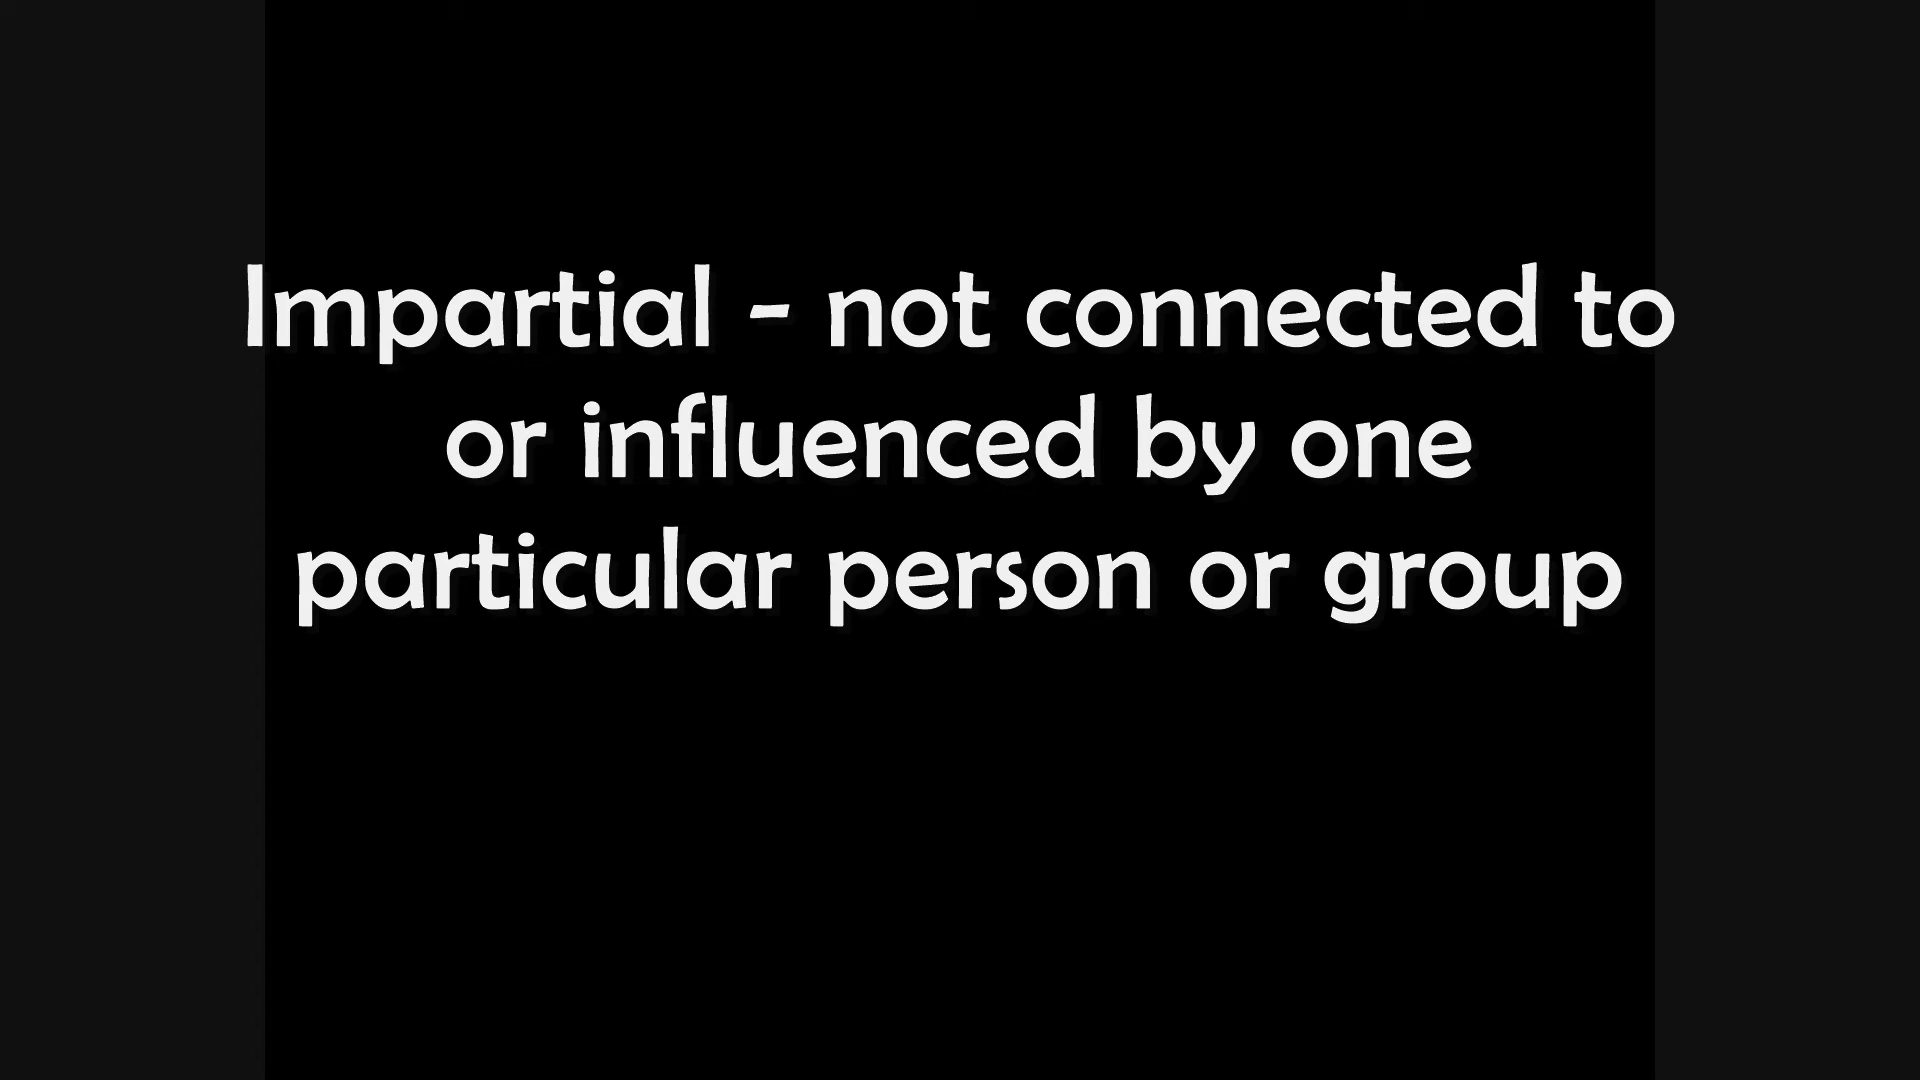 Impartial - not connected to
or influenced by one
particular person or group